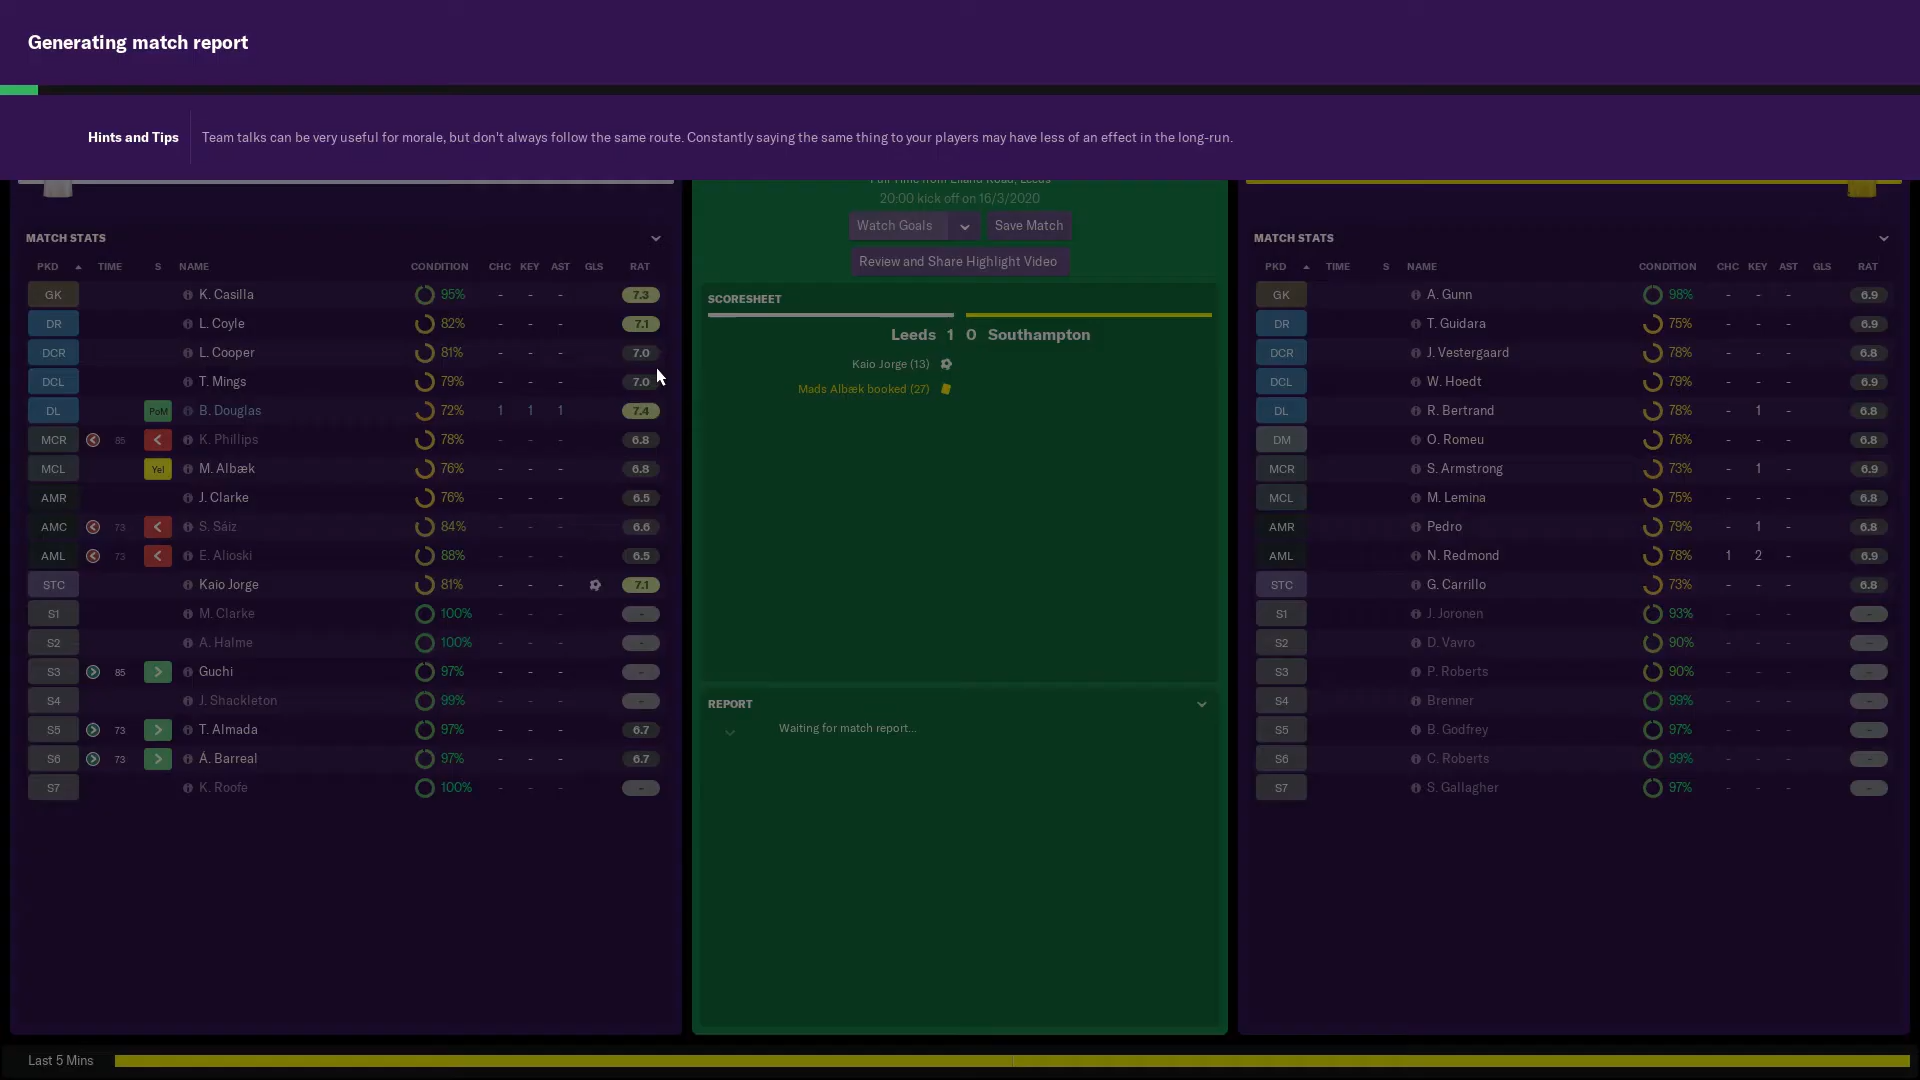 Generating match report
Hints and Tips
Team talks can be very useful for morale, but don't always follow the same route. Constantly saying the same thing to your players may have less of an effect in the long-run.
20:00 kick off on 16/3/2020
Watch Goals
Save Match
Review and Share Highlight Video
MATCH STATS
PKD TIME S NAME CONDITION CHC KEY AST GLS RAT
GK K. Casilla 95% - - - 7.3
DR L. Coyle 82% - - - 7.1
DCR L. Cooper 81% - - - 7.0
DCL T. Mings 79% - - - 7.0
DL PoM B. Douglas 72% 1 1 1 7.4
MCR 85 K. Phillips 78% - - - 6.8
MCL Yel M. Albæk 76% - - - 6.8
AMR J. Clarke 76% - - - 6.5
AMC 73 S. Sáiz 84% - - - 6.6
AML 73 E. Alioski 88% - - - 6.5
STC Kaio Jorge 81% - - - 7.1
S1 M. Clarke 100% - - - -
S2 A. Halme 100% - - - -
S3 85 Guchi 97% - - - -
S4 J. Shackleton 99% - - - -
S5 73 T. Almada 97% - - - 6.7
S6 73 Á. Barreal 97% - - - 6.7
S7 K. Roofe 100% - - - -
SCORESHEET
Leeds 1 0 Southampton
Kaio Jorge (13)
Mads Albæk booked (27)
REPORT
Waiting for match report...
MATCH STATS
PKD TIME S NAME CONDITION CHC KEY AST GLS RAT
GK A. Gunn 98% - - - 6.9
DR T. Guidara 75% - - - 6.9
DCR J. Vestergaard 78% - - - 6.8
DCL W. Hoedt 79% - - - 6.9
DL R. Bertrand 78% - 1 - 6.8
DM O. Romeu 76% - - - 6.8
MCR S. Armstrong 73% - 1 - 6.9
MCL M. Lemina 75% - - - 6.8
AMR Pedro 79% - 1 - 6.8
AML N. Redmond 78% 1 2 - 6.9
STC G. Carrillo 73% - - - 6.8
S1 J. Joronen 93% - - - -
S2 D. Vavro 90% - - - -
S3 P. Roberts 90% - - - -
S4 Brenner 99% - - - -
S5 B. Godfrey 97% - - - -
S6 C. Roberts 99% - - - -
S7 S. Gallagher 97% - - - -
Last 5 Mins